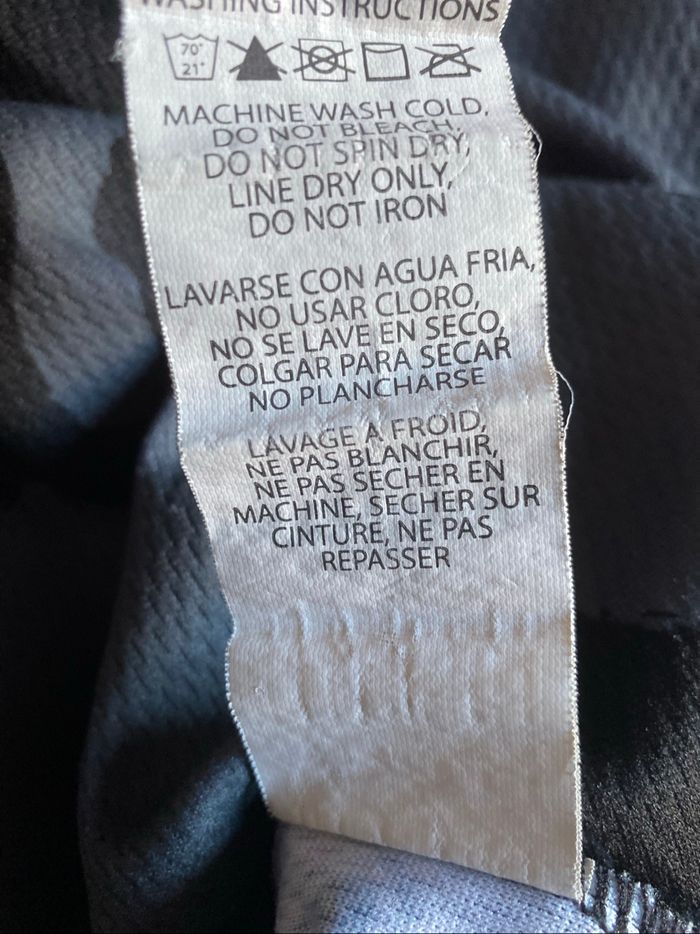 WASHING INSTRUCTIONS
70°
21°
MACHINE WASH COLD,
DO NOT BLEACH,
DO NOT SPIN DRY,
LINE DRY ONLY,
DO NOT IRON
LAVARSE CON AGUA FRIA,
NO USAR CLORO,
NO SE LAVE EN SECO,
COLGAR PARA SECAR
NO PLANCHARSE
LAVAGE A FROID,
NE PAS BLANCHIR,
NE PAS SECHER EN
MACHINE, SECHER SUR
CINTURE, NE PAS
REPASSER